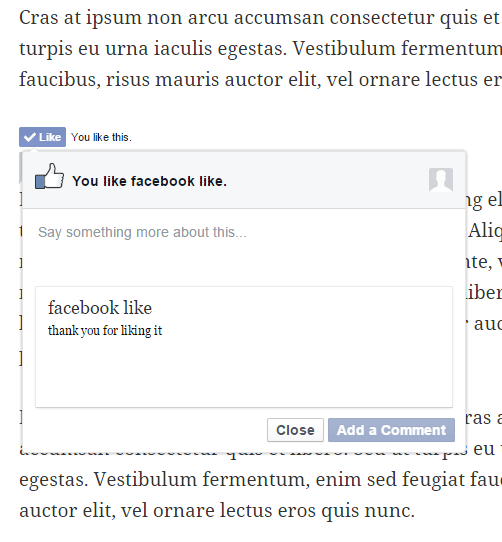 Cras at ipsum non arcu accumsan consectetur quis et
turpis eu urna iaculis egestas. Vestibulum fermentum
faucibus, risus mauris auctor elit, vel ornare lectus er
Like You like this.
You like facebook like.
Say something more about this...
facebook like
thank you for liking it
Close Add a Comment
egestas. Vestibulum fermentum, enim sed feugiat fauc
auctor elit, vel ornare lectus eros quis nunc.